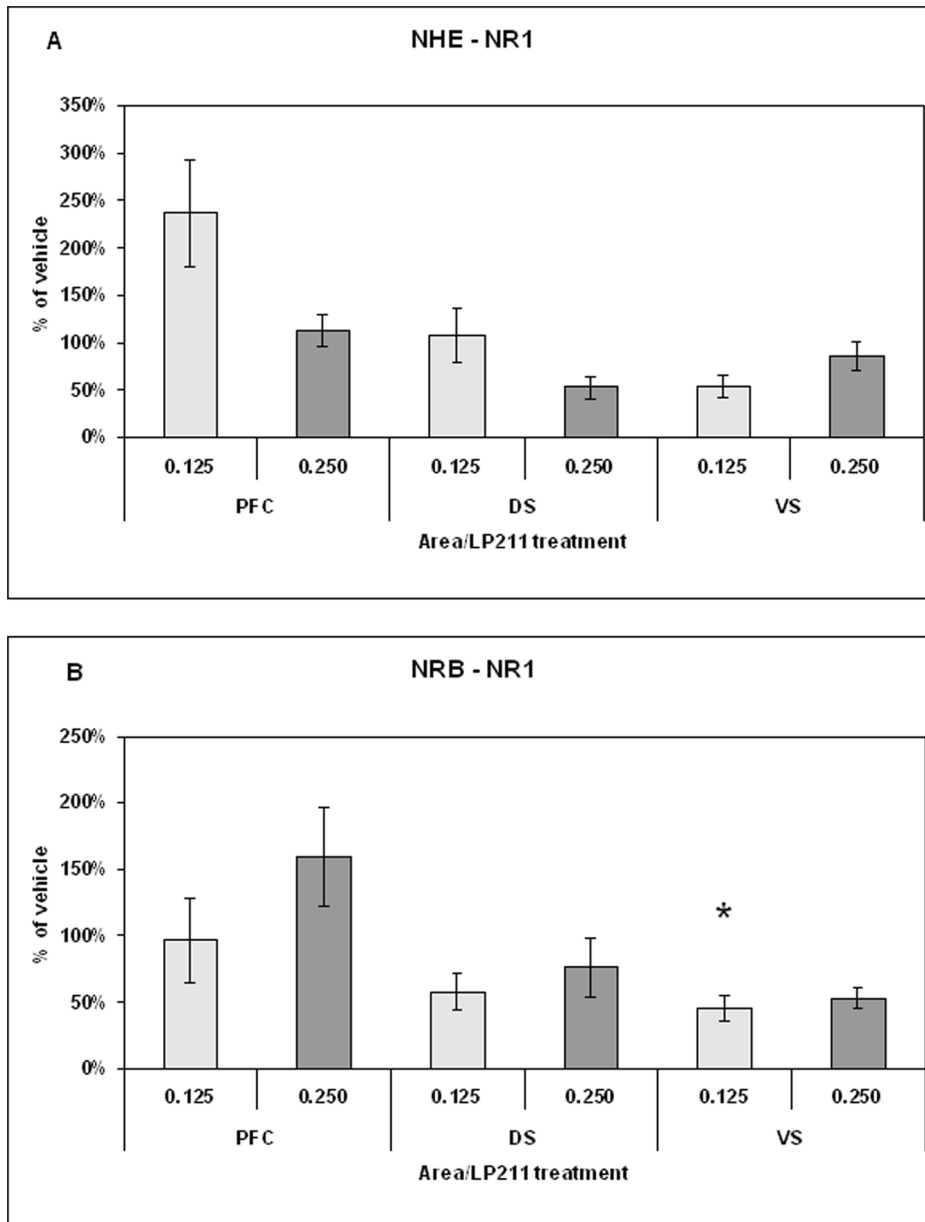 A
NHE - NR1
350%
300%
250%
200%
150%
100%
50%
0%
% of vehicle
0.125 0.250 0.125 0.250 0.125 0.250
PFC DS VS
Area/LP211 treatment
B
NRB - NR1
250%
200%
150%
100%
50%
0%
% of vehicle
*
0.125 0.250 0.125 0.250 0.125 0.250
PFC DS VS
Area/LP211 treatment